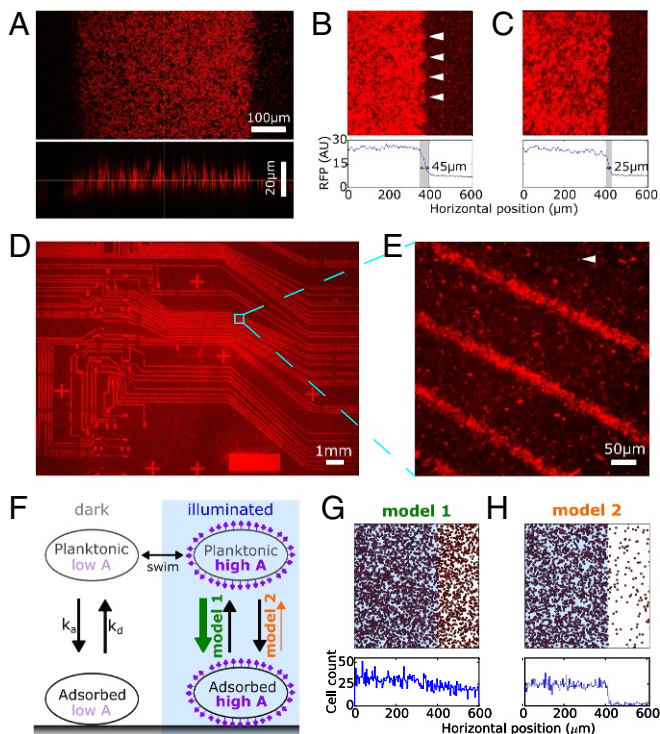 A
B
C
100µm
20µm
RFP (AU)
30
15
0
45µm
25µm
0 200 400 600
0 200 400 600
Horizontal position (µm)
D
E
1mm
50µm
F
G
H
dark
illuminated
model 1
model 2
Planktonic
low A
swim
Planktonic
high A
ka
kd
model 1
model 2
Adsorbed
low A
Adsorbed
high A
Cell count
50
25
0
0 200 400 600
0 200 400 600
Horizontal position (µm)